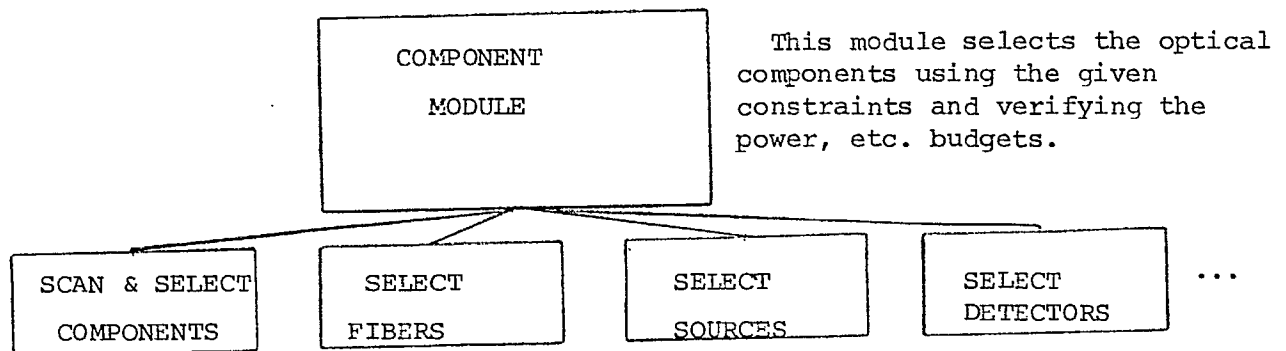 COMPONENT
MODULE
This module selects the optical
components using the given
constraints and verifying the
power, etc. budgets.
SCAN & SELECT
COMPONENTS
SELECT
FIBERS
SELECT
SOURCES
SELECT
DETECTORS
...